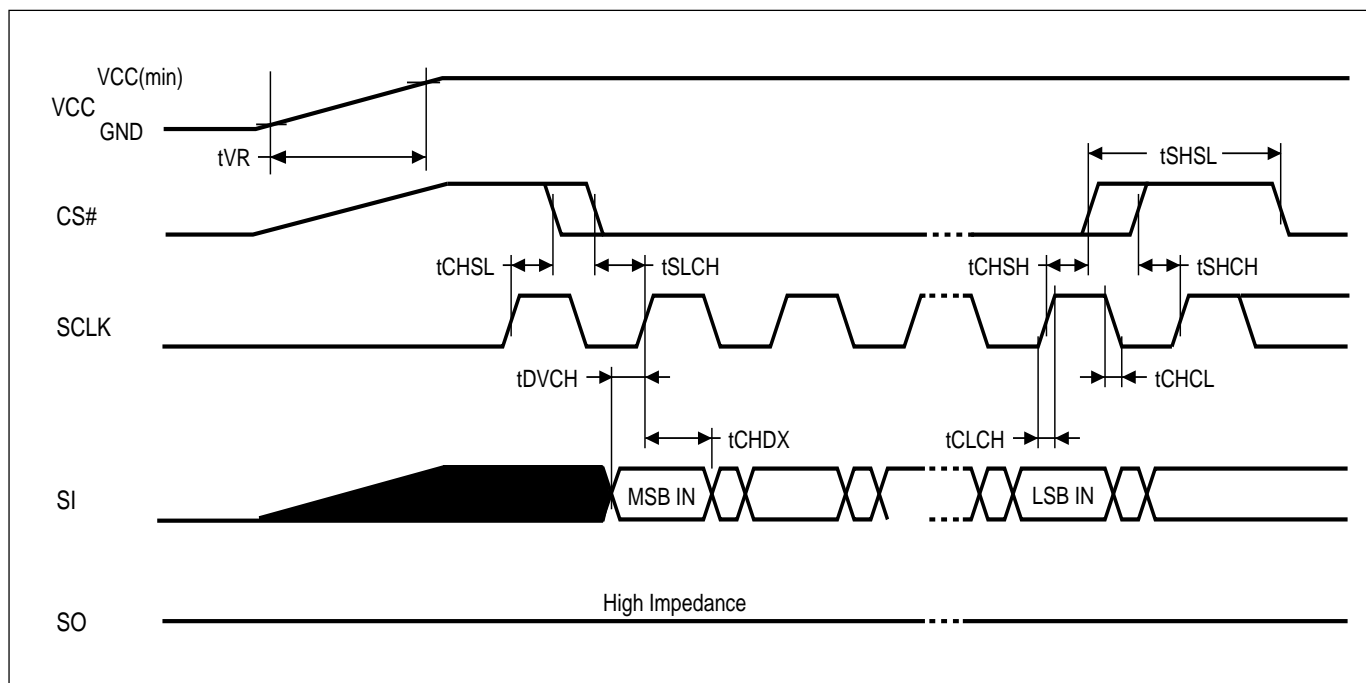 VCC(min)
VCC
GND
tVR
tSHSL
CS#
tCHSL
tSLCH
tCHSH
tSHCH
SCLK
tDVCH
tCHCL
tCHDX
tCLCH
SI
MSB IN
LSB IN
High Impedance
SO